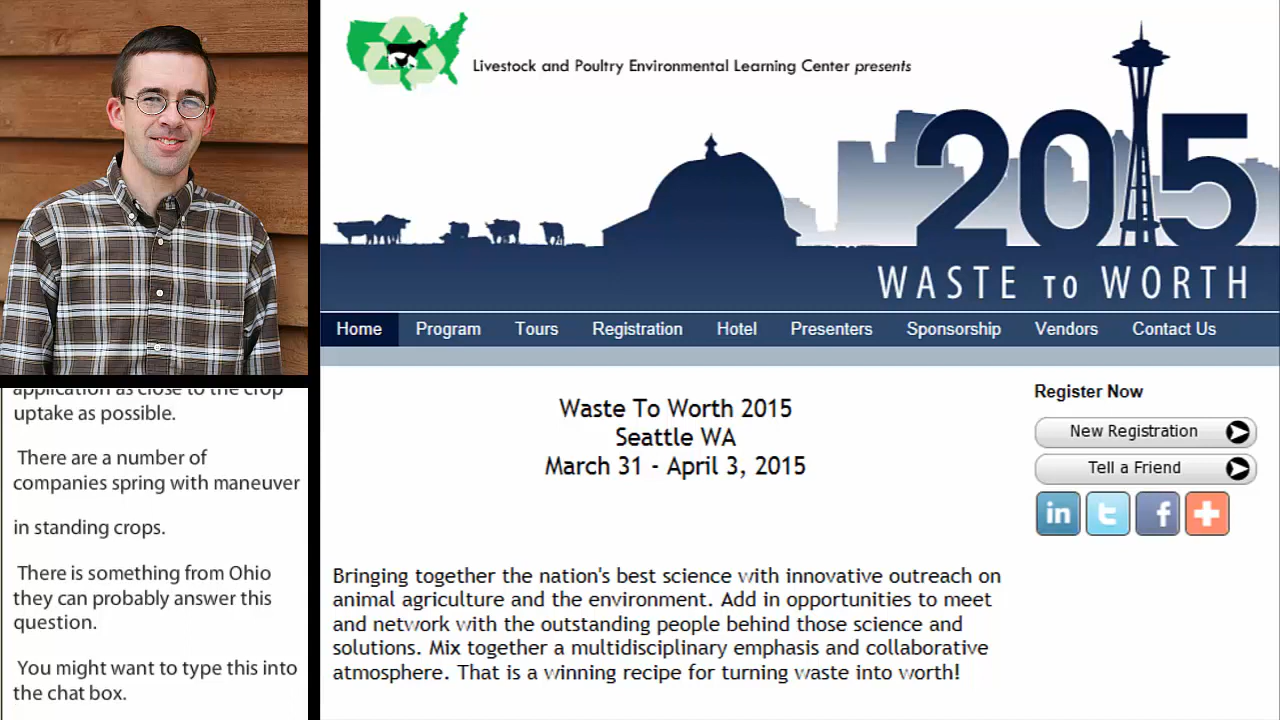 Livestock and Poultry Environmental Learning Center presents
2015
WASTE TO WORTH
Home Program Tours Registration Hotel Presenters Sponsorship Vendors Contact Us
Waste To Worth 2015
Seattle WA
March 31 - April 3, 2015
Bringing together the nation's best science with innovative outreach on
animal agriculture and the environment. Add in opportunities to meet
and network with the outstanding people behind those science and
solutions. Mix together a multidisciplinary emphasis and collaborative
atmosphere. That is a winning recipe for turning waste into worth!
Register Now
New Registration
Tell a Friend
in
t
f
application as close to the crop
uptake as possible.
There are a number of
companies spring with maneuver
in standing crops.
There is something from Ohio
they can probably answer this
question.
You might want to type this into
the chat box.